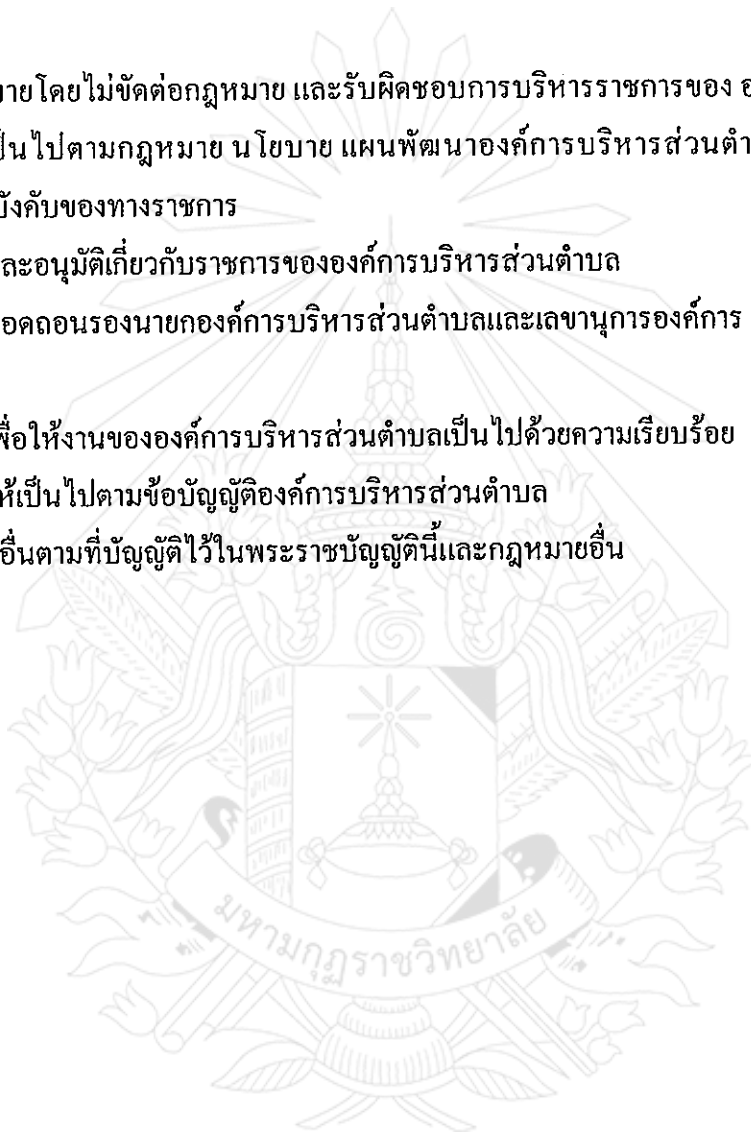 ยายโดยไม่ขัดต่อกฎหมาย และรับผิดชอบการบริหารราชการของ อ
ป็นไปตามกฎหมาย นโยบาย แผนพัฒนาองค์การบริหารส่วนตำ
บังคับของทางราชการ
ละอนุมัติเกี่ยวกับราชการขององค์การบริหารส่วนตำบล
อดถอนรองนายกองค์การบริหารส่วนตำบลและเลขานุการองค์การ
พื่อให้งานขององค์การบริหารส่วนตำบลเป็นไปด้วยความเรียบร้อย
ห้เป็นไปตามข้อบัญญัติองค์การบริหารส่วนตำบล
อื่นตามที่บัญญัติไว้ในพระราชบัญญัตินี้และกฎหมายอื่น
มหามกุฏราชวิทยาลัย